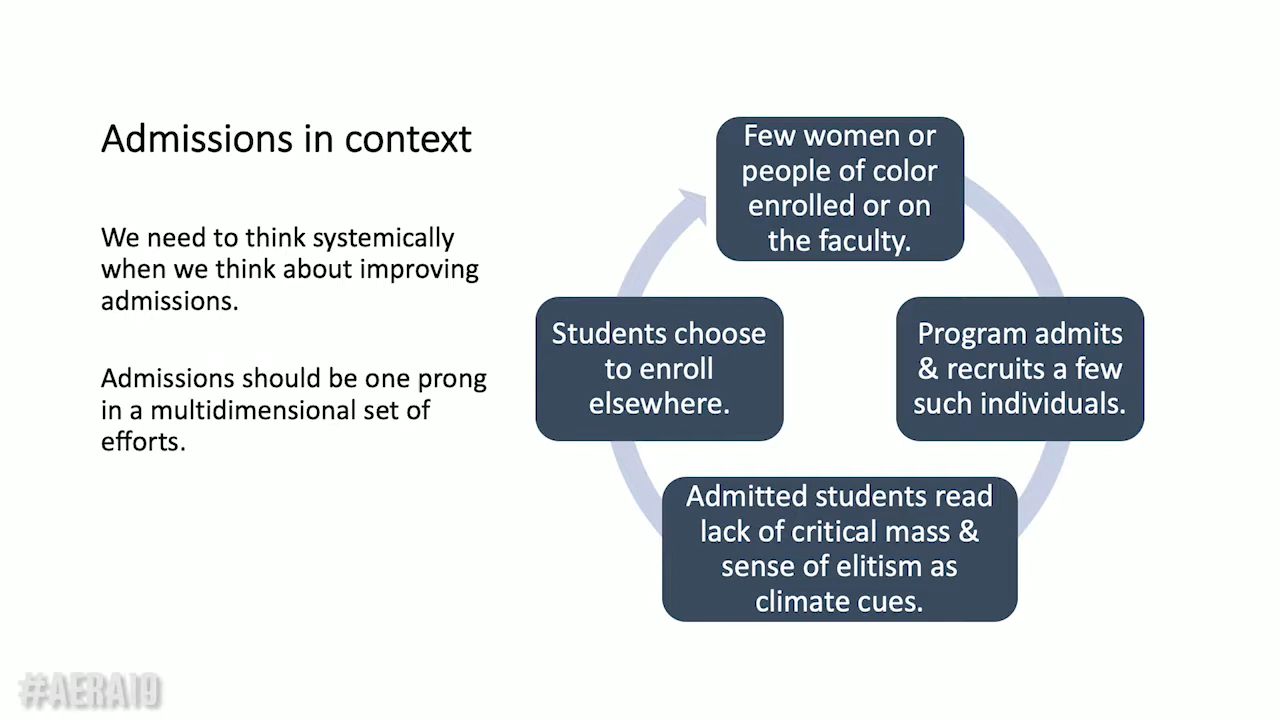 Admissions in context
We need to think systemically
when we think about improving
admissions.
Admissions should be one prong
in a multidimensional set of
efforts.
Few women or
people of color
enrolled or on
the faculty.
Program admits
& recruits a few
such individuals.
Admitted students read
lack of critical mass &
sense of elitism as
climate cues.
Students choose
to enroll
elsewhere.
#AERA19